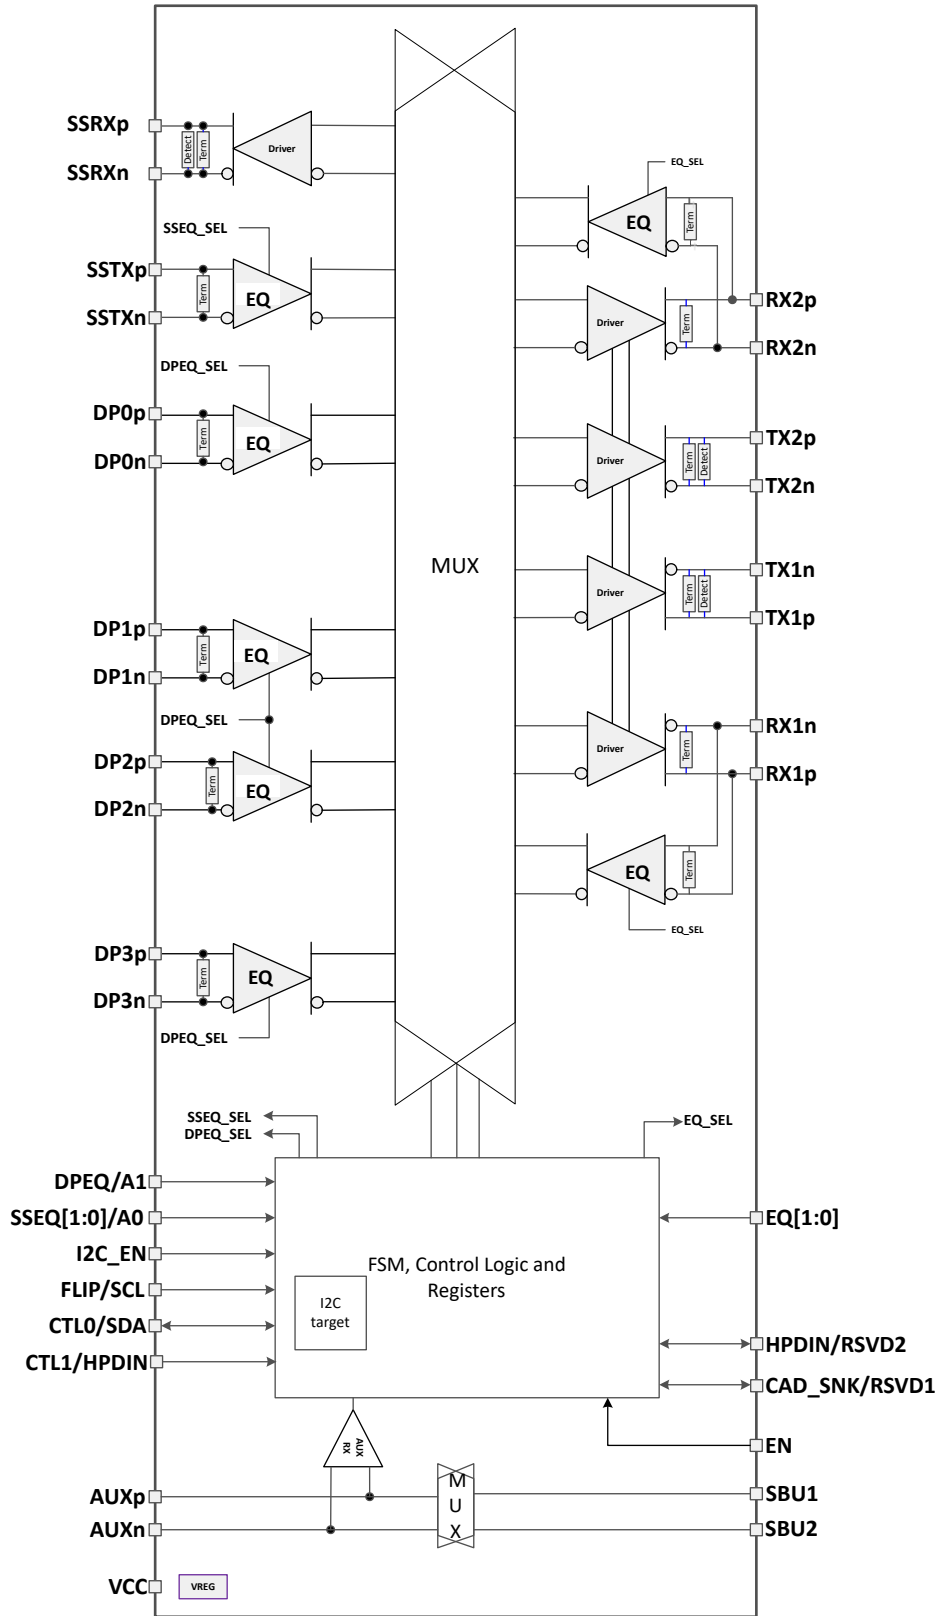 SSRXp
Detect
Term
Driver
SSRXn
EQ_SEL
EQ
Term
SSEQ_SEL
SSTXp
Term
EQ
SSTXn
RX2p
Driver
Term
RX2n
DPEQ_SEL
DP0p
Term
EQ
DP0n
TX2p
Driver
Term
Detect
TX2n
MUX
TX1n
Driver
Term
Detect
TX1p
DP1p
Term
EQ
DP1n
DPEQ_SEL
RX1n
Driver
Term
RX1p
DP2p
Term
EQ
DP2n
EQ
Term
EQ_SEL
DP3p
Term
EQ
DP3n
DPEQ_SEL
SSEQ_SEL
DPEQ_SEL
EQ_SEL
DPEQ/A1
SSEQ[1:0]/A0
EQ[1:0]
I2C_EN
FLIP/SCL
CTL0/SDA
CTL1/HPDIN
FSM, Control Logic and
Registers
I2C
target
HPDIN/RSVD2
CAD_SNK/RSVD1
EN
AUX
RX
AUXp
AUXn
M
U
X
SBU1
SBU2
VCC
VREG